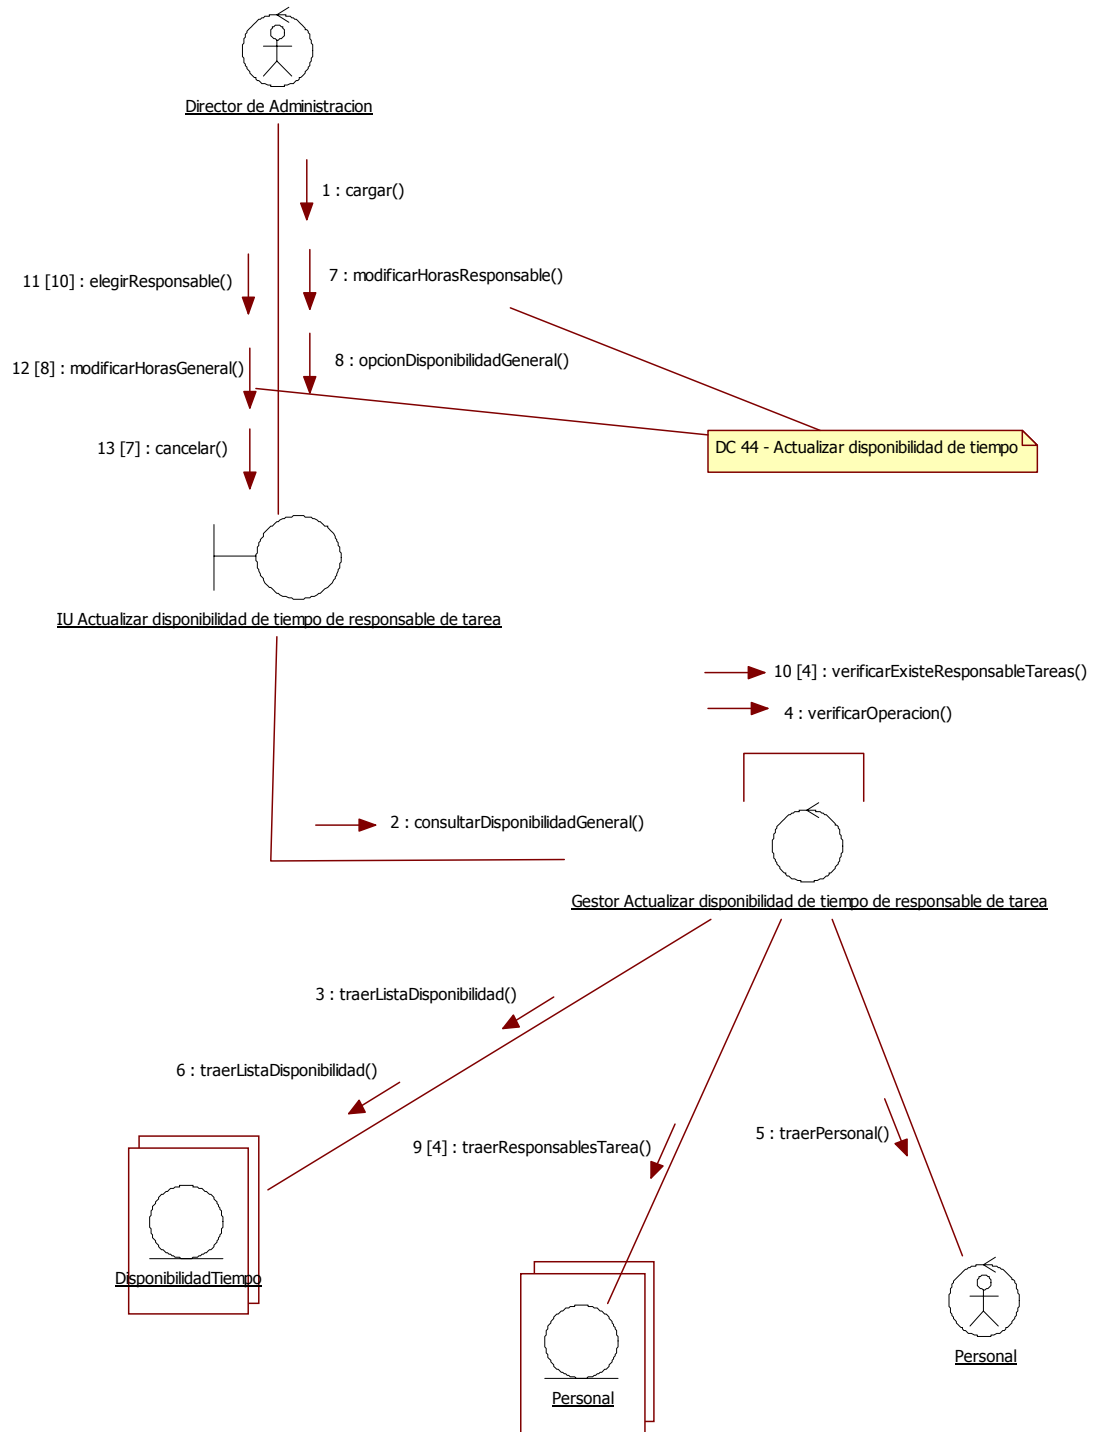 Director de Administracion
1 : cargar()
11 [10] : elegirResponsable()
7 : modificarHorasResponsable()
12 [8] : modificarHorasGeneral()
8 : opcionDisponibilidadGeneral()
13 [7] : cancelar()
DC 44 - Actualizar disponibilidad de tiempo
IU Actualizar disponibilidad de tiempo de responsable de tarea
10 [4] : verificarExisteResponsableTareas()
4 : verificarOperacion()
2 : consultarDisponibilidadGeneral()
Gestor Actualizar disponibilidad de tiempo de responsable de tarea
3 : traerListaDisponibilidad()
6 : traerListaDisponibilidad()
9 [4] : traerResponsablesTarea()
5 : traerPersonal()
DisponibilidadTiempo
Personal
Personal